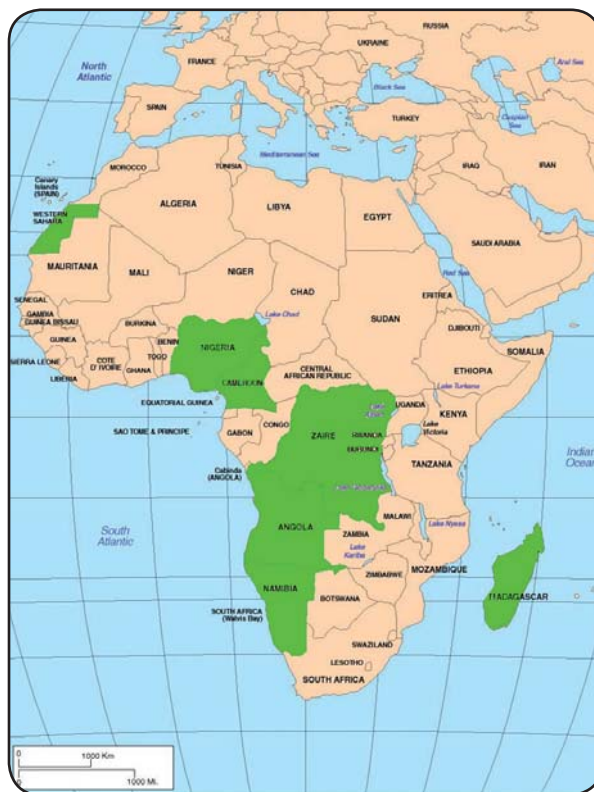 RUSSIA
UKRAINE
FRANCE
North
Atlantic
Aral Sea
Black Sea
Caspian
Sea
SPAIN
TURKEY
Mediterranean Sea
TUNISIA
MOROCCO
IRAQ
IRAN
Canary
Islands
(SPAIN)
ALGERIA
LIBYA
EGYPT
WESTERN
SAHARA
SAUDI ARABIA
MAURITANIA
MALI
NIGER
Red Sea
CHAD
ERITREA
SENEGAL
GAMBIA
GUINEA BISSAU
BURKINA
Lake Chad
SUDAN
DJIBOUTI
GUINEA
BENIN
NIGERIA
SOMALIA
SIERRA LEONE
COTE
D' IVOIRE
TOGO
GHANA
LIBERIA
CENTRAL
AFRICAN REPUBLIC
ETHIOPIA
CAMEROON
Lake Turkana
EQUATORIAL GUINEA
UGANDA
KENYA
SAO TOME & PRINCIPE
GABON
CONGO
ZAIRE
RWANDA
BURUNDI
Lake
Victoria
Indian
Ocean
Cabinda
(ANGOLA)
TANZANIA
MALAWI
South
Atlantic
ANGOLA
ZAMBIA
Lake Nyasa
Lake
Kariba
MOZAMBIQUE
NAMIBIA
ZIMBABWE
MADAGASCAR
BOTSWANA
SOUTH AFRICA
(Walvis Bay)
SWAZILAND
LESOTHO
SOUTH AFRICA
0 1000 Km
0 1000 Mi.